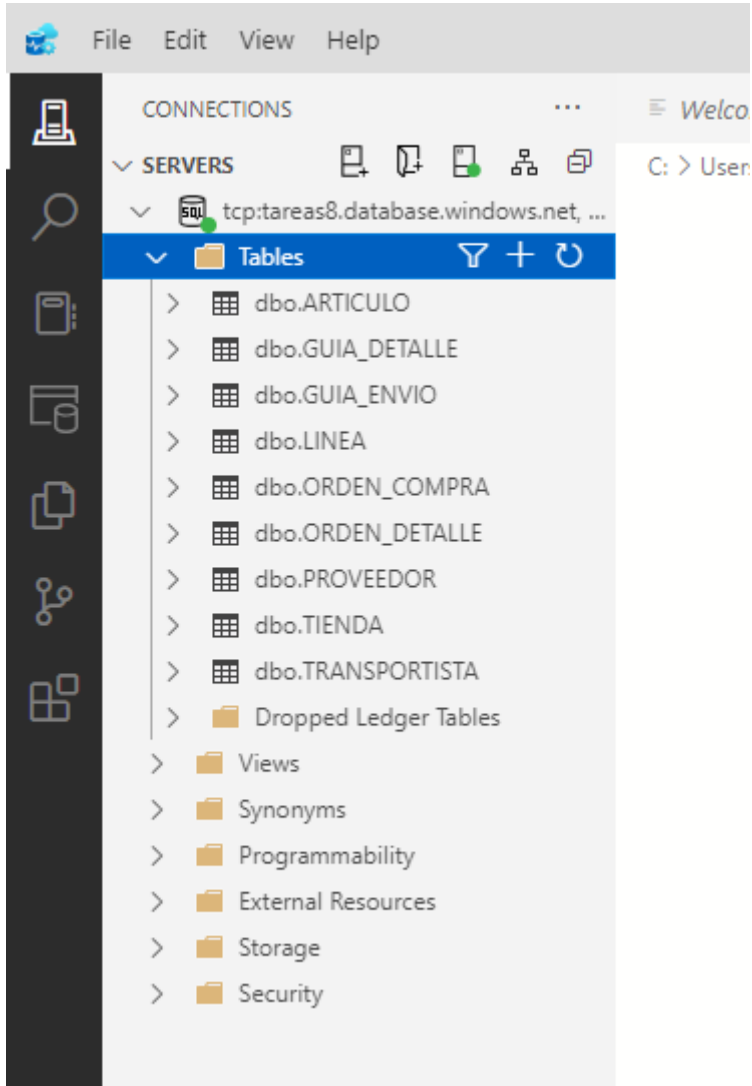 File Edit View Help
CONNECTIONS ...
SERVERS
SQL tcp:tareas8.database.windows.net, ...
Tables
dbo.ARTICULO
dbo.GUIA_DETALLE
dbo.GUIA_ENVIO
dbo.LINEA
dbo.ORDEN_COMPRA
dbo.ORDEN_DETALLE
dbo.PROVEEDOR
dbo.TIENDA
dbo.TRANSPORTISTA
Dropped Ledger Tables
Views
Synonyms
Programmability
External Resources
Storage
Security
Welco
C: > Users